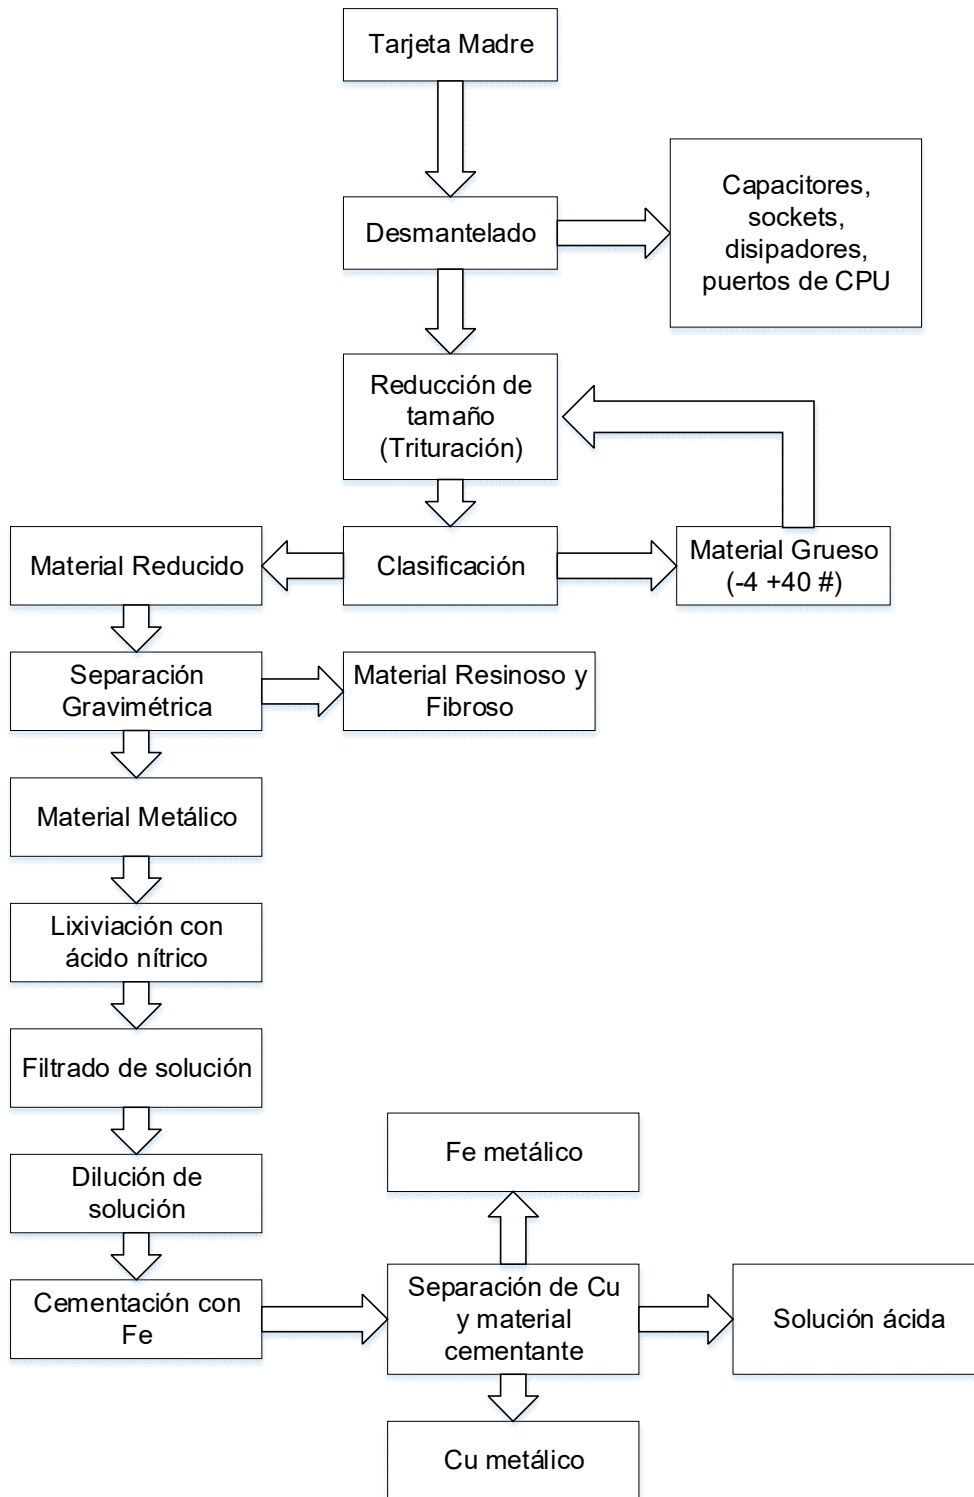 Tarjeta Madre
Desmantelado
Capacitores,
sockets,
disipadores,
puertos de CPU
Reducción de
tamaño
(Trituración)
Material Reducido
Clasificación
Material Grueso
(-4 +40 #)
Separación
Gravimétrica
Material Resinoso y
Fibroso
Material Metálico
Lixiviación con
ácido nítrico
Filtrado de solución
Dilución de
solución
Fe metálico
Cementación con
Fe
Separación de Cu
y material
cementante
Solución ácida
Cu metálico